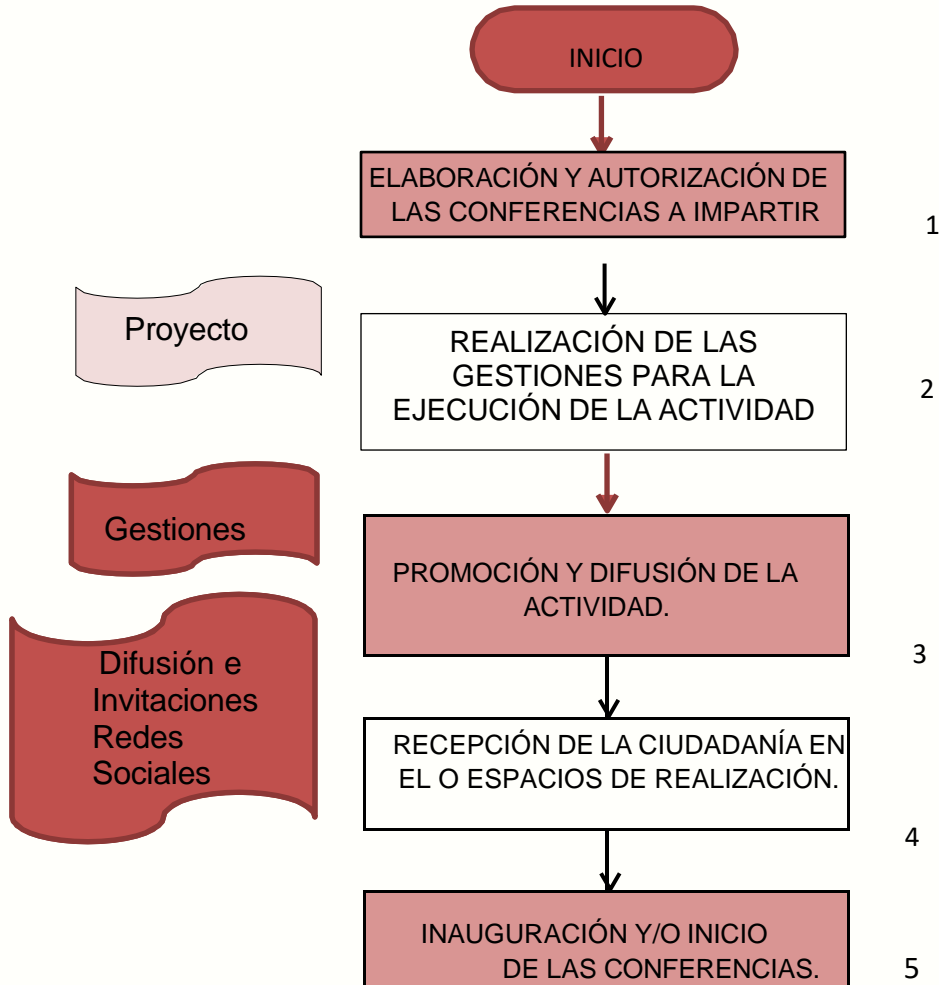 INICIO
ELABORACIÓN Y AUTORIZACIÓN DE
LAS CONFERENCIAS A IMPARTIR
1
Proyecto
REALIZACIÓN DE LAS
GESTIONES PARA LA
EJECUCIÓN DE LA ACTIVIDAD
2
Gestiones
PROMOCIÓN Y DIFUSIÓN DE LA
ACTIVIDAD.
3
Difusión e
Invitaciones
Redes
Sociales
RECEPCIÓN DE LA CIUDADANÍA EN
EL O ESPACIOS DE REALIZACIÓN.
4
INAUGURACIÓN Y/O INICIO
DE LAS CONFERENCIAS.
5